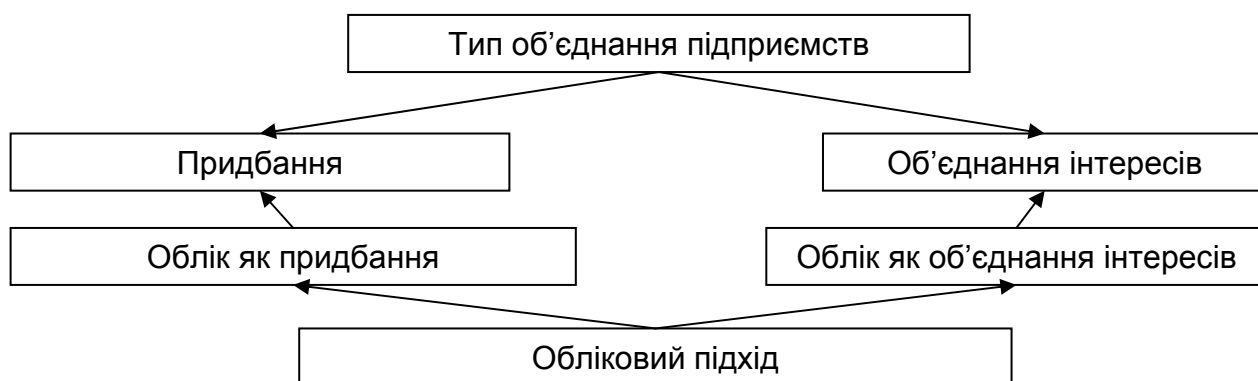 Тип об’єднання підприємств
Придбання
Об’єднання інтересів
Облік як придбання
Облік як об’єднання інтересів
Обліковий підхід